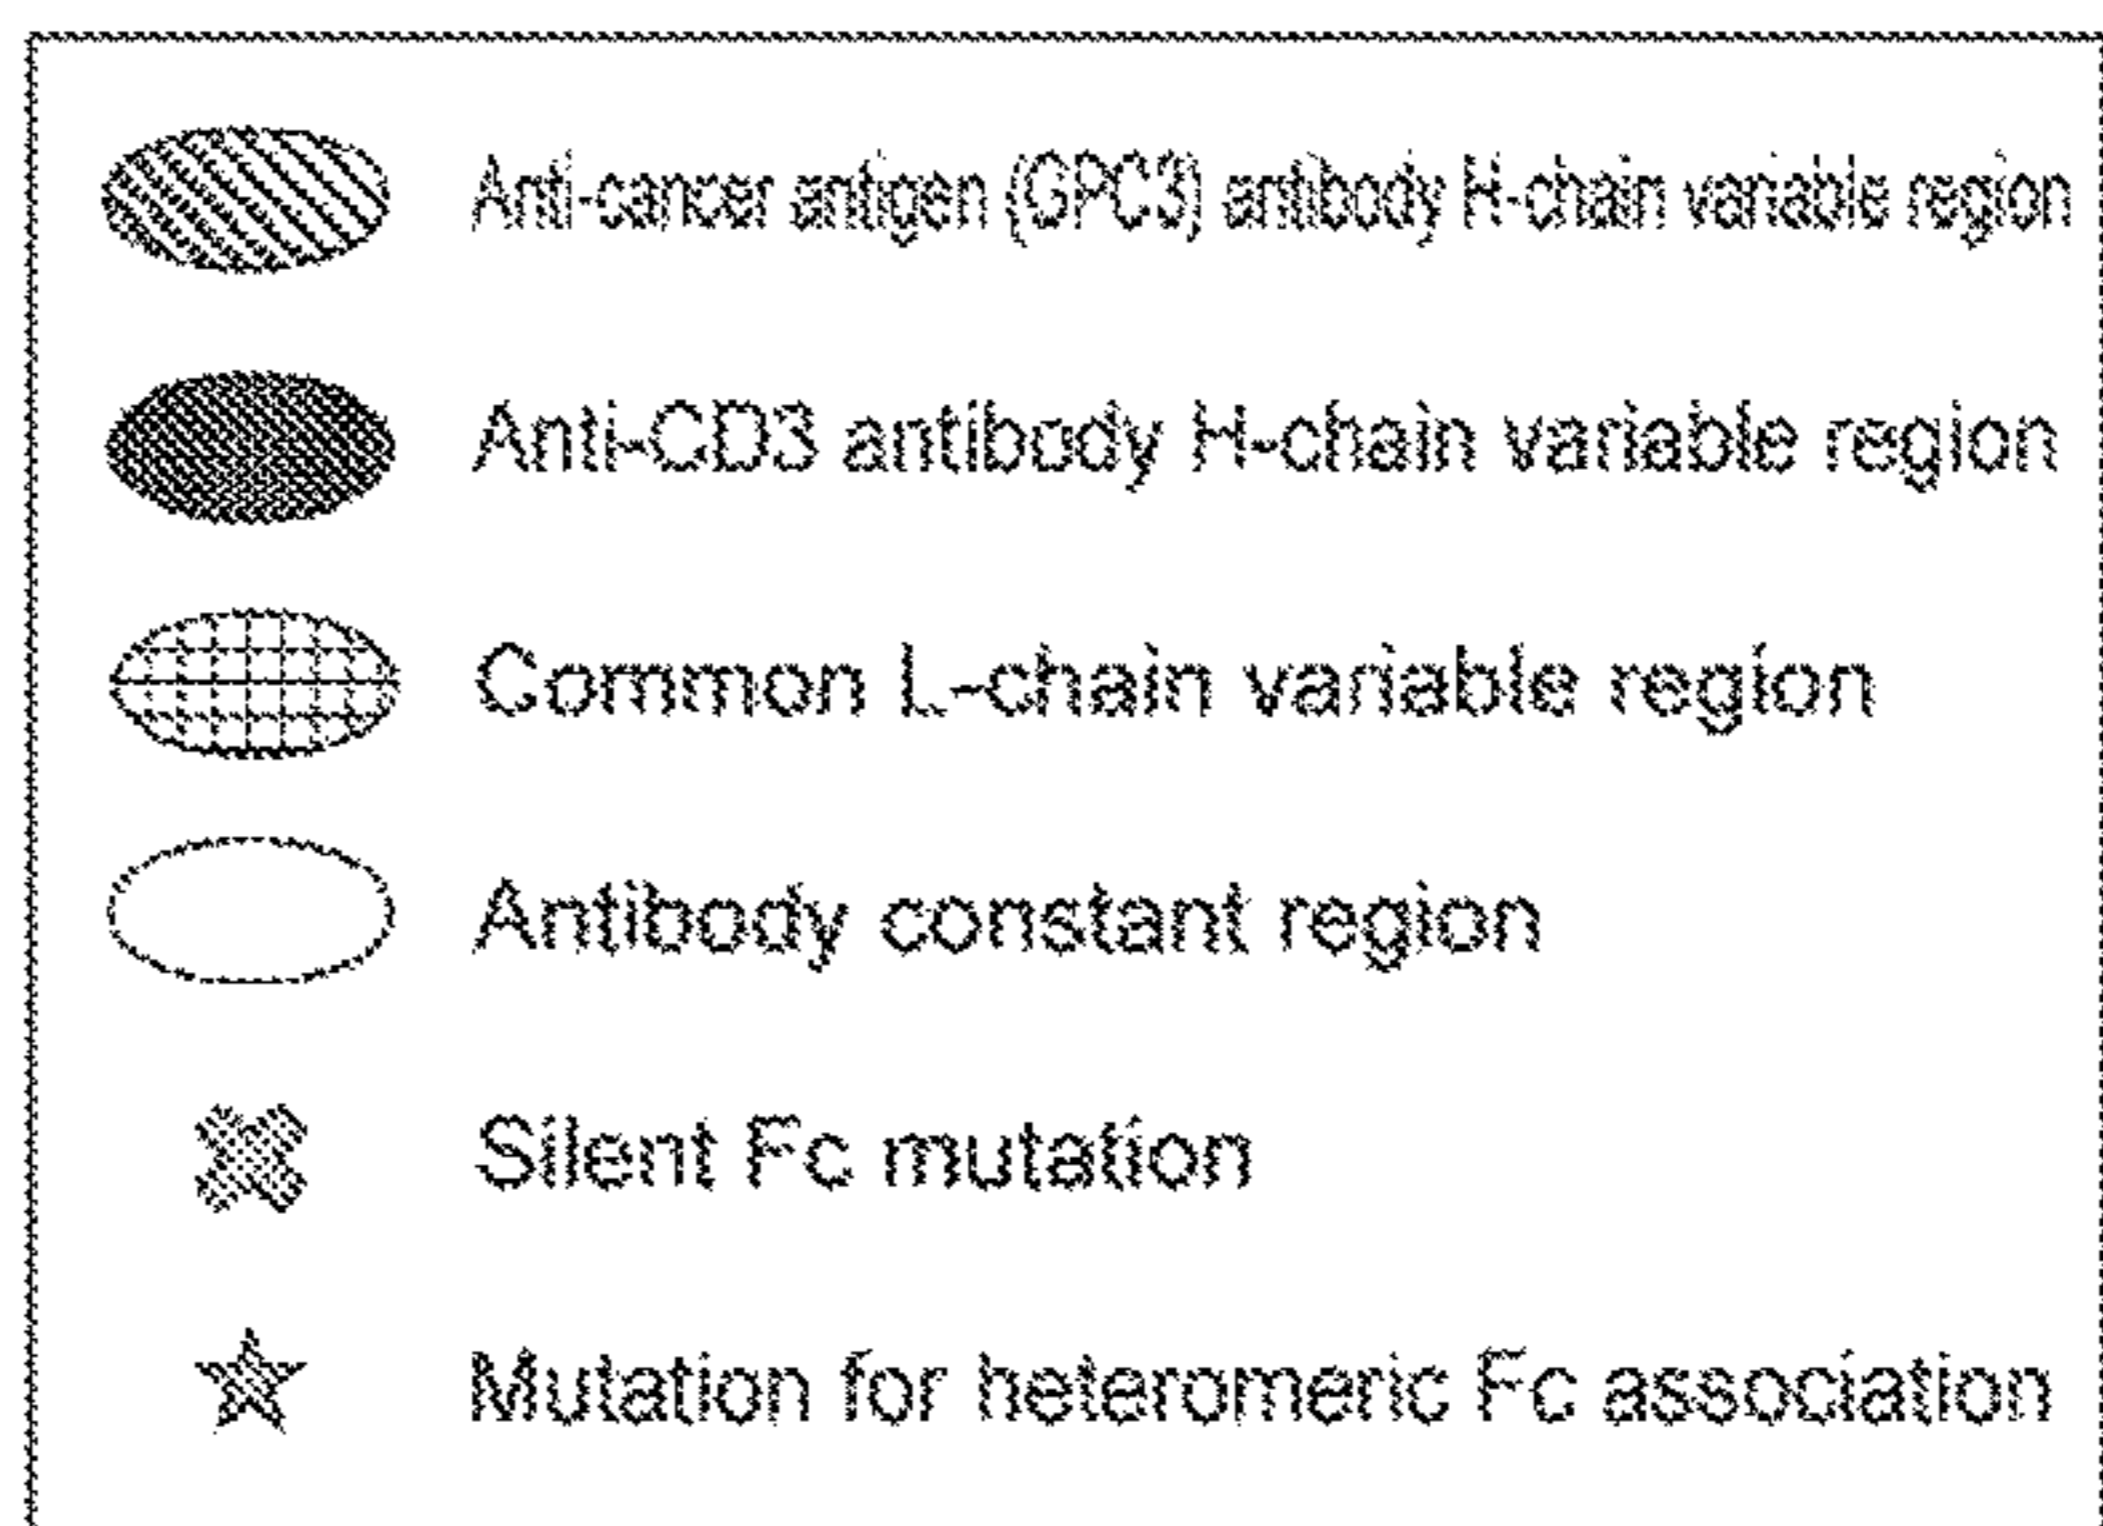 Anti-cancer antigen (GPC3) antibody H-chain variable region
Anti-CD3 antibody H-chain variable region
Common L-chain variable region
Antibody constant region
Silent Fc mutation
Mutation for heteromeric Fc association